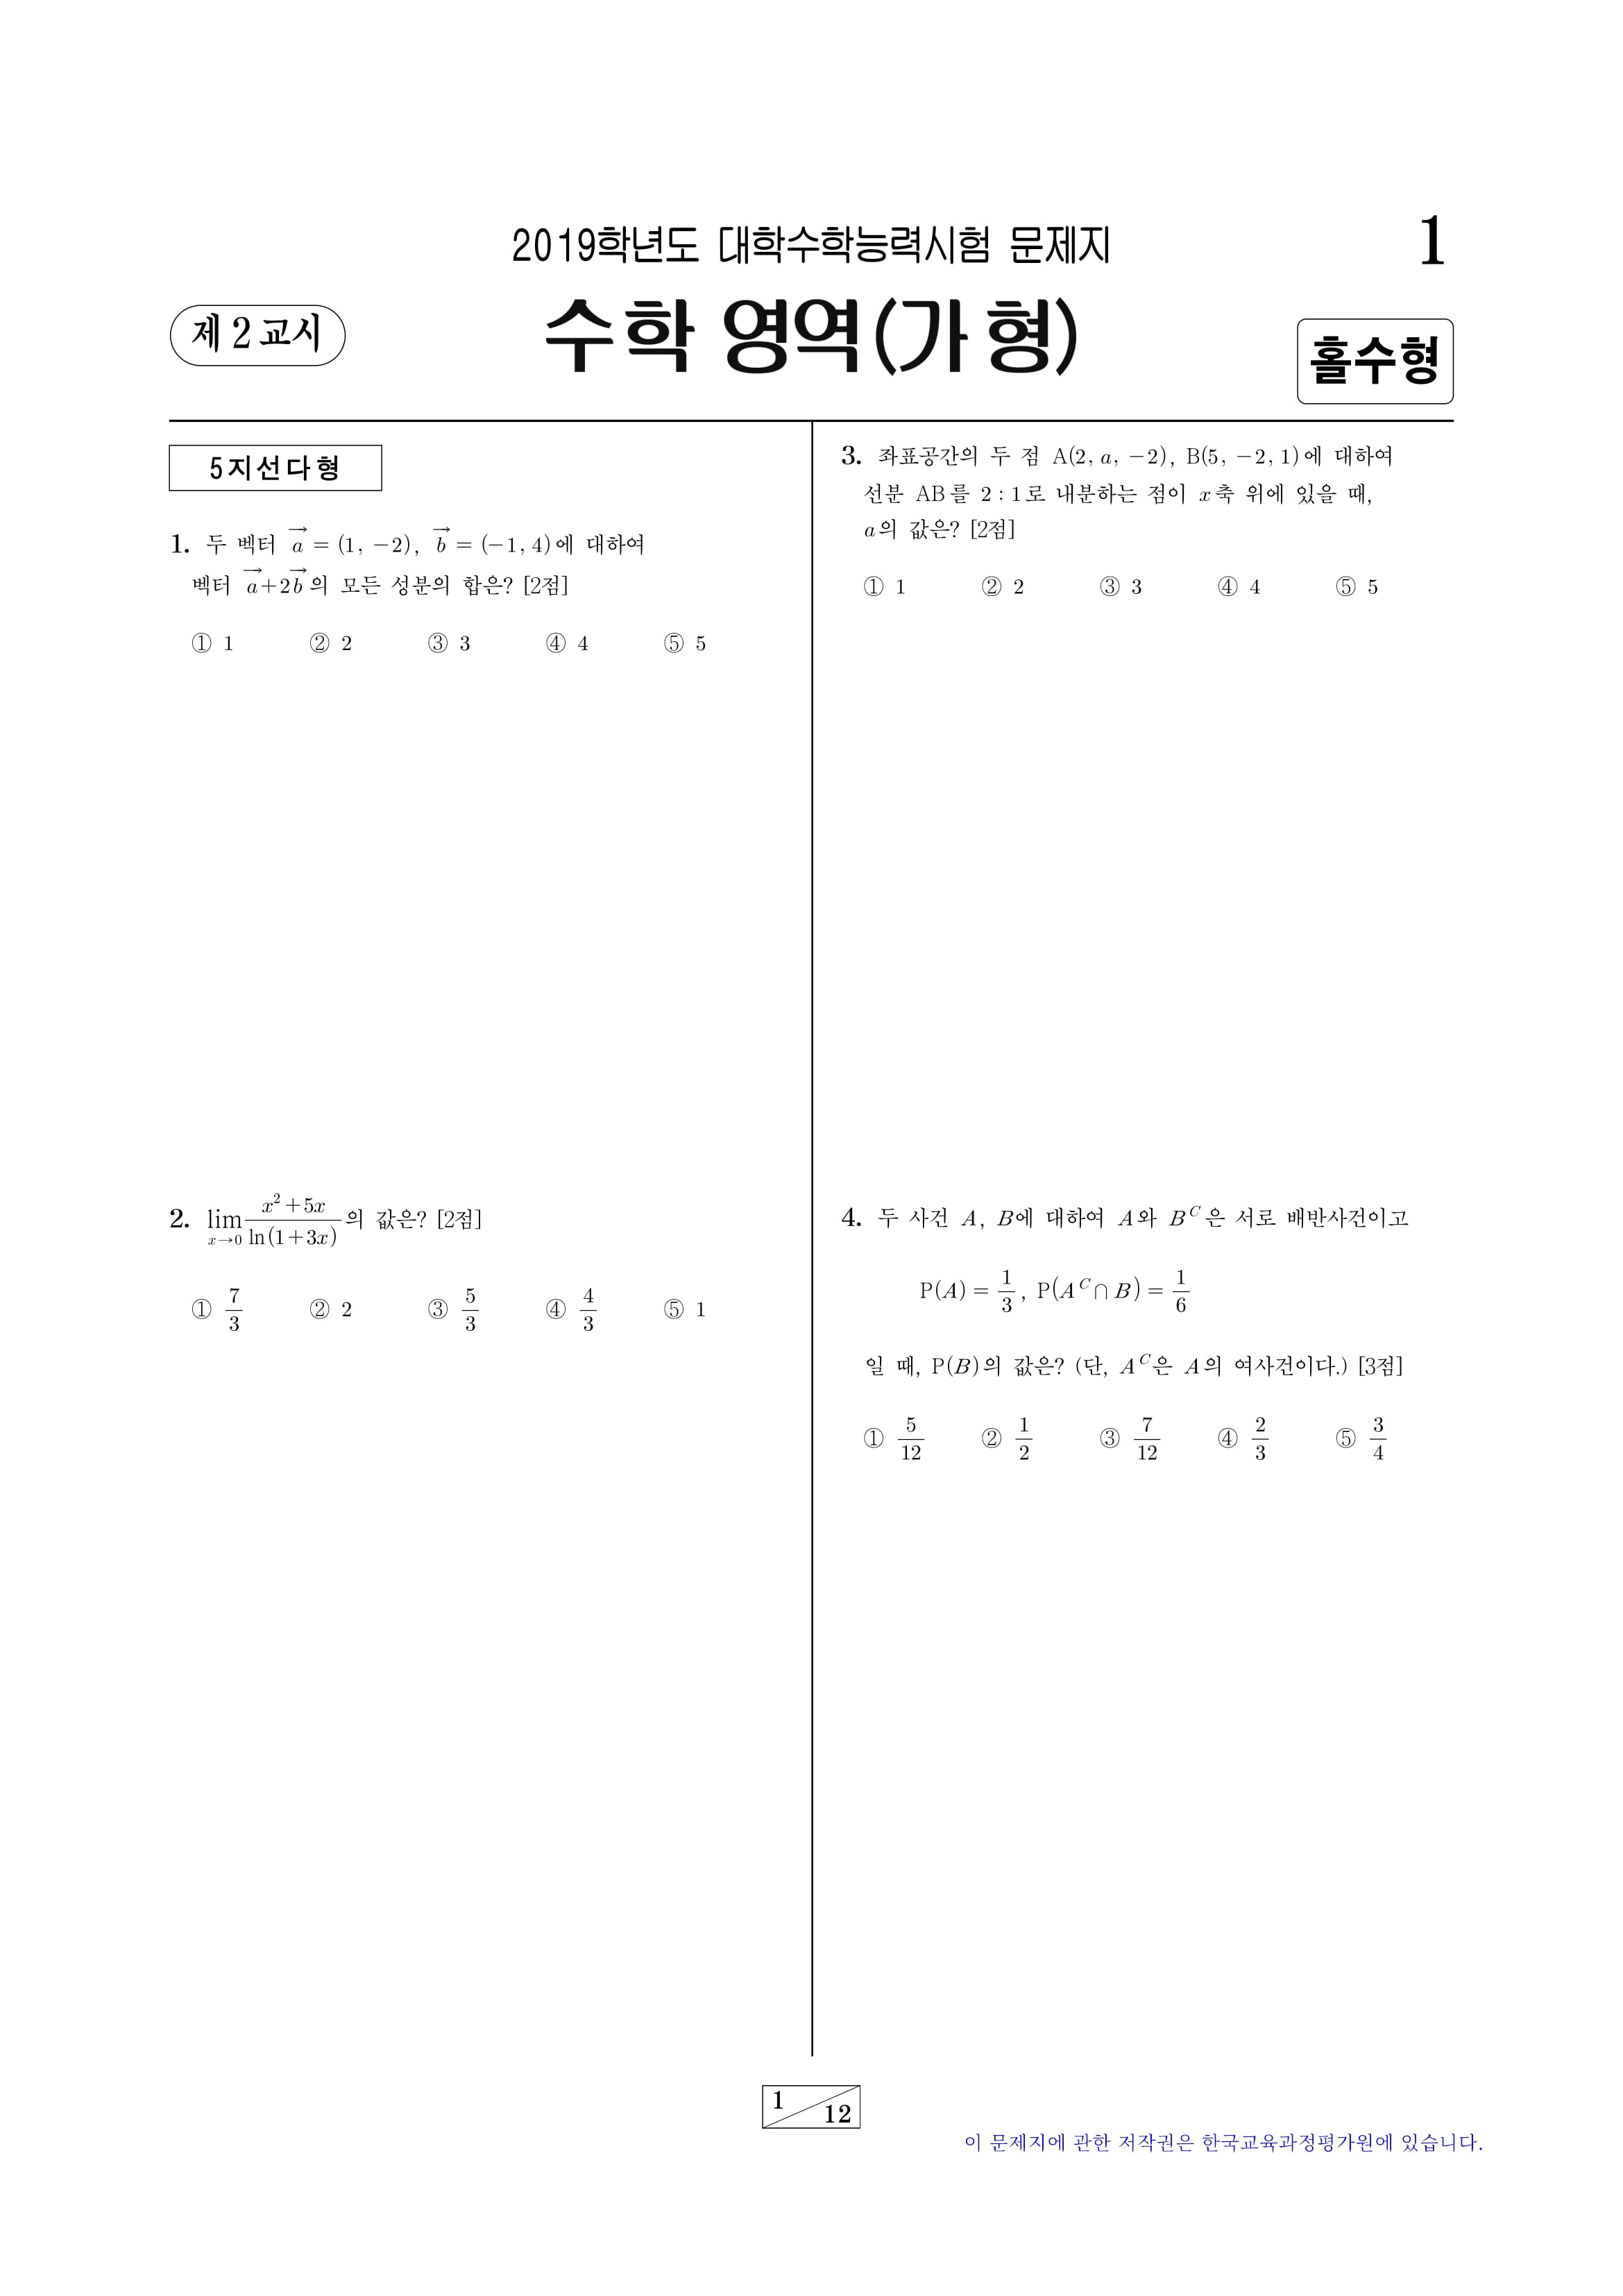 2019학년도 대학수학능력시험 문제지
1
제 2 교시
수학 영역(가 형)
홀수형
5지선다형
1. 두 벡터 $\vec{a} = (1, -2)$, $\vec{b} = (-1, 4)$에 대하여
벡터 $\vec{a}+2\vec{b}$의 모든 성분의 합은? [2점]
① 1 ② 2 ③ 3 ④ 4 ⑤ 5
2. $\lim_{x \to 0} \frac{x^2+5x}{\ln(1+3x)}$의 값은? [2점]
① $\frac{7}{3}$ ② 2 ③ $\frac{5}{3}$ ④ $\frac{4}{3}$ ⑤ 1
3. 좌표공간의 두 점 A(2, a, −2), B(5, −2, 1)에 대하여
선분 AB를 2 : 1로 내분하는 점이 x축 위에 있을 때,
a의 값은? [2점]
① 1 ② 2 ③ 3 ④ 4 ⑤ 5
4. 두 사건 A, B에 대하여 A와 $B^C$은 서로 배반사건이고
$P(A) = \frac{1}{3}$, $P(A^C \cap B) = \frac{1}{6}$
일 때, P(B)의 값은? (단, $A^C$은 A의 여사건이다.) [3점]
① $\frac{5}{12}$ ② $\frac{1}{2}$ ③ $\frac{7}{12}$ ④ $\frac{2}{3}$ ⑤ $\frac{3}{4}$
1
12
이 문제지에 관한 저작권은 한국교육과정평가원에 있습니다.